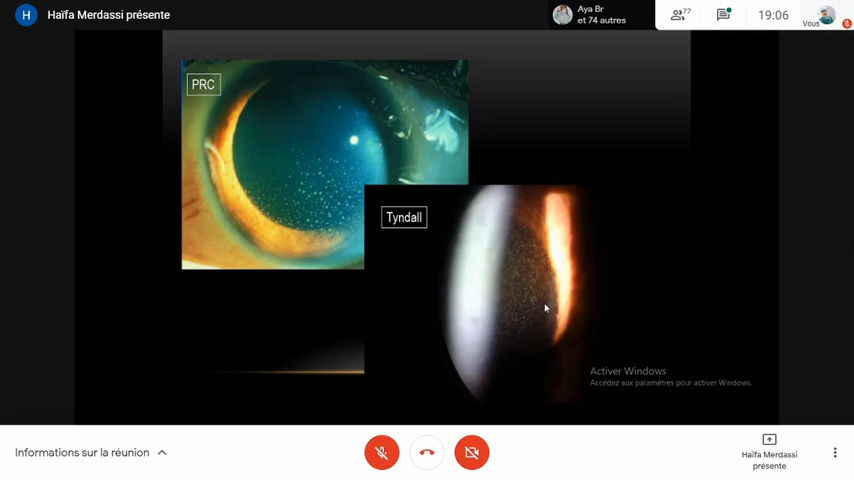 H
Haïfa Merdassi présente
Aya Br
et 74 autres
77
19:06
Vous
PRC
Tyndall
Activer Windows
Accédez aux paramètres pour activer Windows.
Informations sur la réunion
Haïfa Merdassi
présente